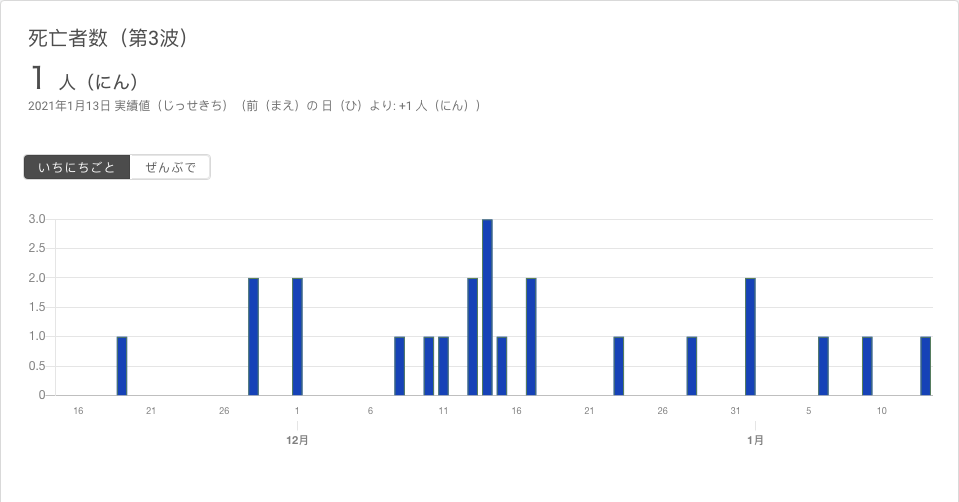 死亡者数（第3波）
1 人（にん）
2021年1月13日 実績値（じっせきち）（前（まえ）の 日（ひ）より: +1 人（にん））
いちにちごと ぜんぶで
3.0
2.5
2.0
1.5
1.0
0.5
0
16 21 26 1 6 11 16 21 26 31 5 10
12月 1月